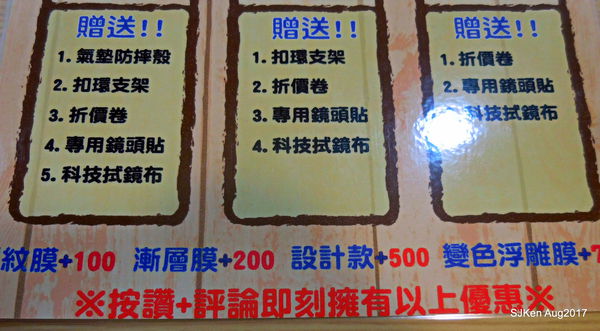 贈送!!
1. 氣墊防摔殼
2. 扣環支架
3. 折價卷
4. 專用鏡頭貼
5. 科技拭鏡布
贈送!!
1. 扣環支架
2. 折價卷
3. 專用鏡頭貼
4. 科技拭鏡布
贈送!!
1. 折價卷
2. 專用鏡頭貼
科技拭鏡布
紋膜+100 漸層膜+200 設計款+500 變色浮雕膜+7
※按讚+評論即刻擁有以上優惠※
SJKen Aug2017